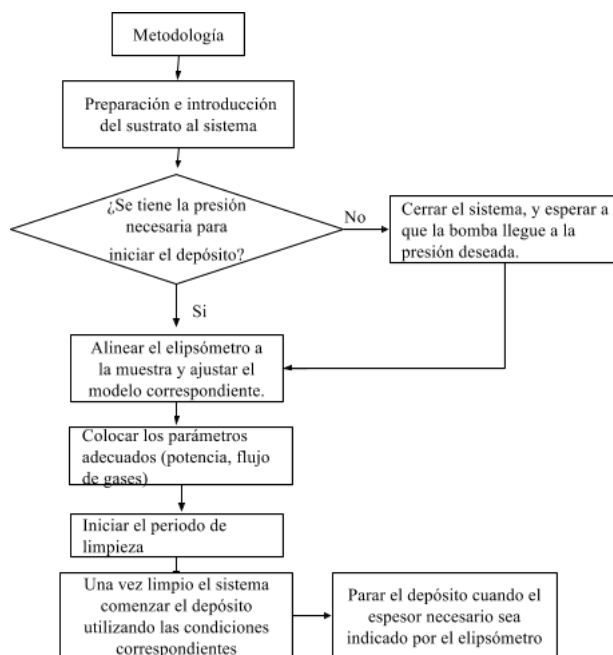 Metodología
Preparación e introducción
del sustrato al sistema
¿Se tiene la presión
necesaria para
iniciar el depósito?
No
Cerrar el sistema, y esperar a
que la bomba llegue a la
presión deseada.
Si
Alinear el elipsómetro a
la muestra y ajustar el
modelo correspondiente.
Colocar los parámetros
adecuados (potencia, flujo
de gases)
Iniciar el periodo de
limpieza
Una vez limpio el sistema
comenzar el depósito
utilizando las condiciones
correspondientes
Parar el depósito cuando el
espesor necesario sea
indicado por el elipsómetro